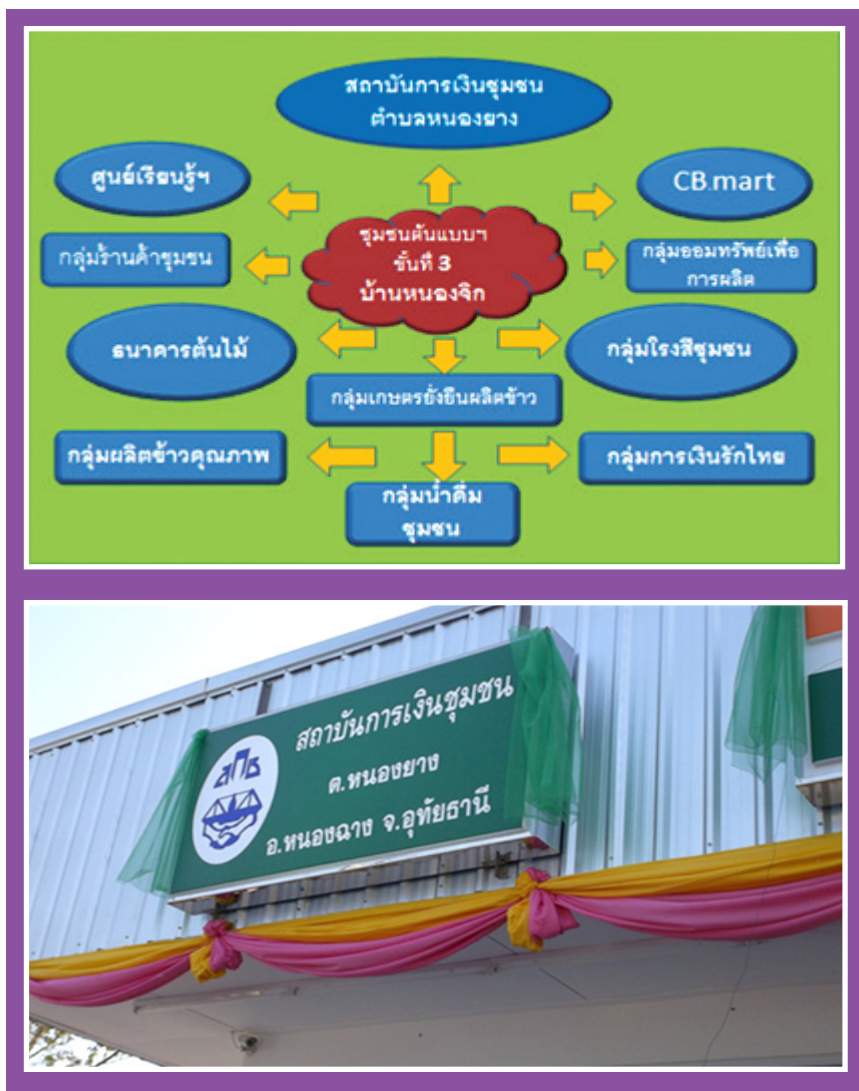 สถาบันการเงินชุมชน
ตำบลหนองยาง
ศูนย์เรียนรู้ฯ
CB.mart
ชุมชนต้นแบบฯ
ขั้นที่ 3
บ้านหนองจิก
กลุ่มร้านค้าชุมชน
กลุ่มออมทรัพย์เพื่อ
การผลิต
ธนาคารต้นไม้
กลุ่มโรงสีชุมชน
กลุ่มเกษตรยั่งยืนผลิตข้าว
กลุ่มผลิตข้าวคุณภาพ
กลุ่มการเงินรักไทย
กลุ่มน้ำดื่ม
ชุมชน
สถาบันการเงินชุมชน
ต.หนองยาง
อ.หนองฉาง จ.อุทัยธานี
สกช